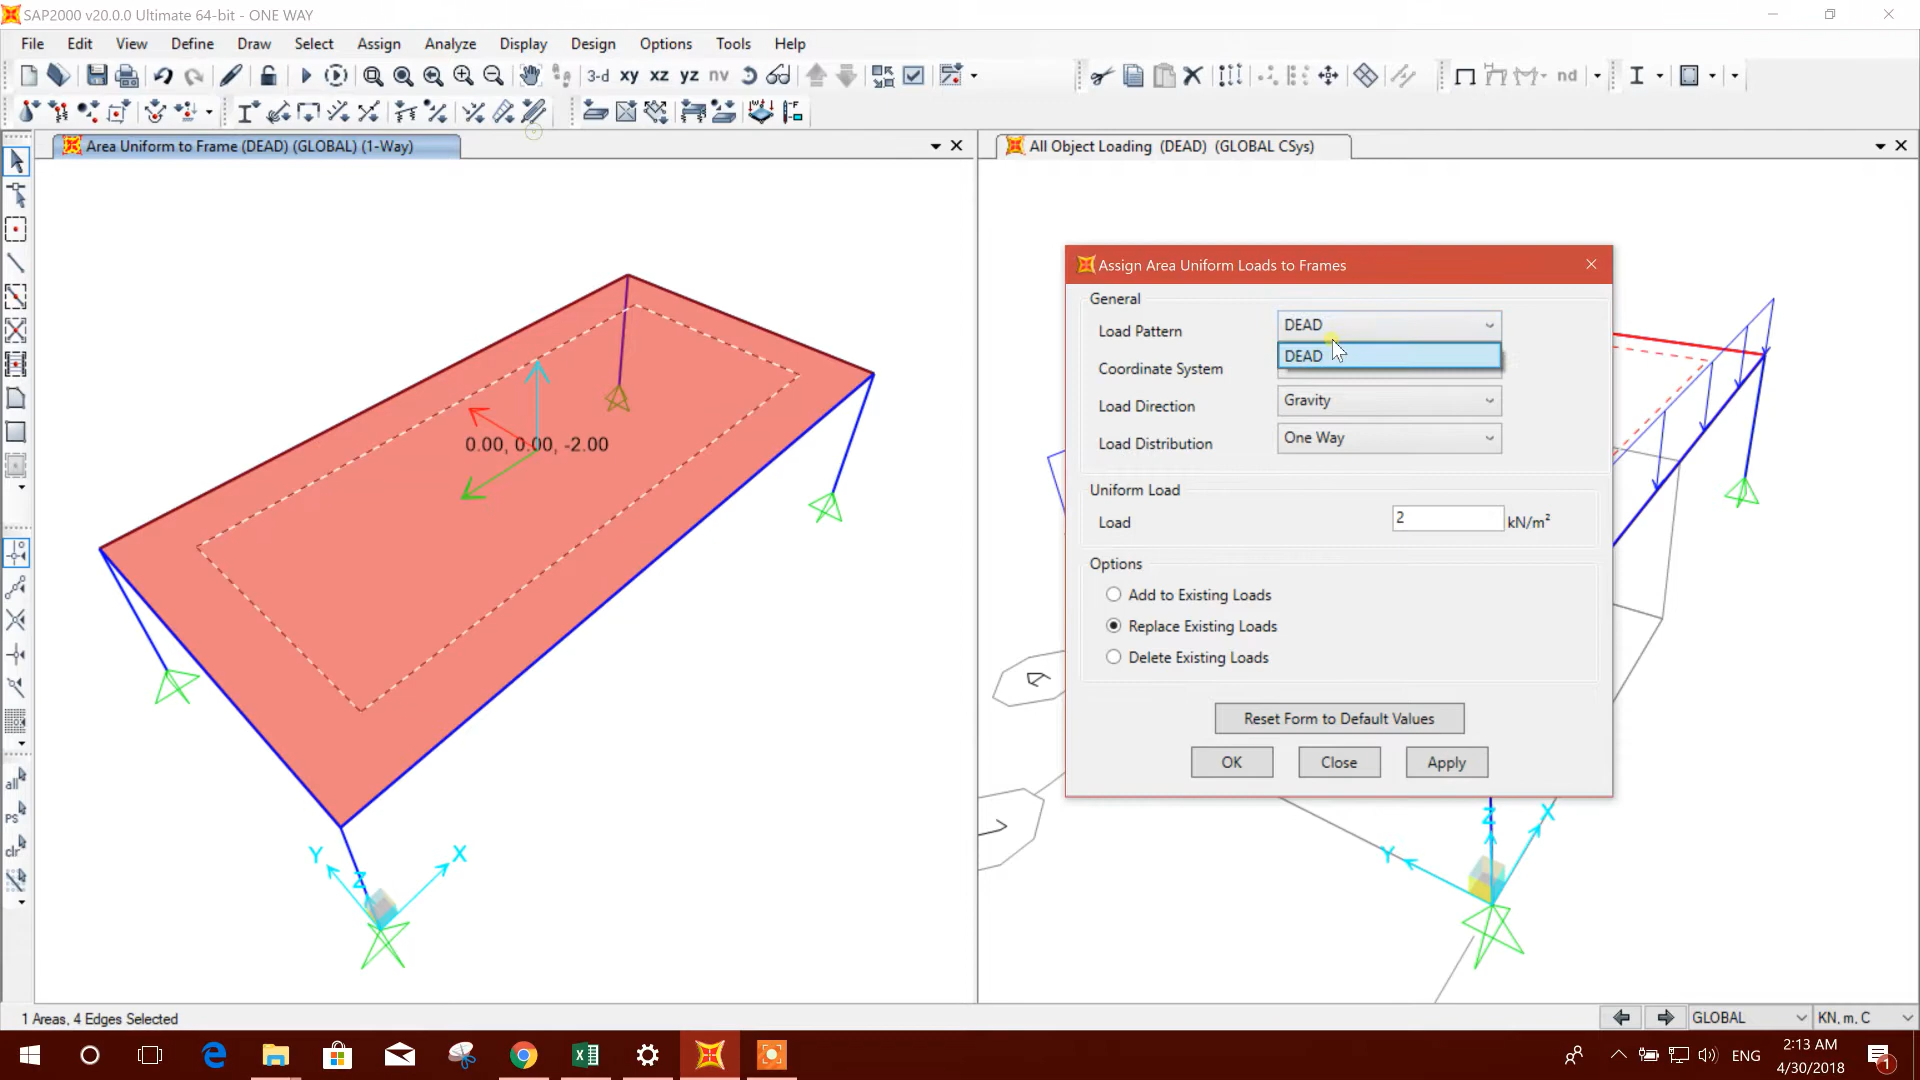 SAP2000 v20.0.0 Ultimate 64-bit - ONE WAY
File Edit View Define Draw Select Assign Analyze Display Design Options Tools Help
3-d xy xz yz nv nd
Area Uniform to Frame (DEAD) (GLOBAL) (1-Way)
All Object Loading (DEAD) (GLOBAL CSys)
0.00, 0.00, -2.00
Y
X
Z
all
PS
clr
Assign Area Uniform Loads to Frames
General
Load Pattern DEAD
DEAD
Coordinate System
Load Direction Gravity
Load Distribution One Way
Uniform Load
Load 2 kN/m²
Options
Add to Existing Loads
Replace Existing Loads
Delete Existing Loads
Reset Form to Default Values
OK Close Apply
A
Z
X
Y
1 Areas, 4 Edges Selected
GLOBAL KN, m, C
ENG
2:13 AM
4/30/2018
1